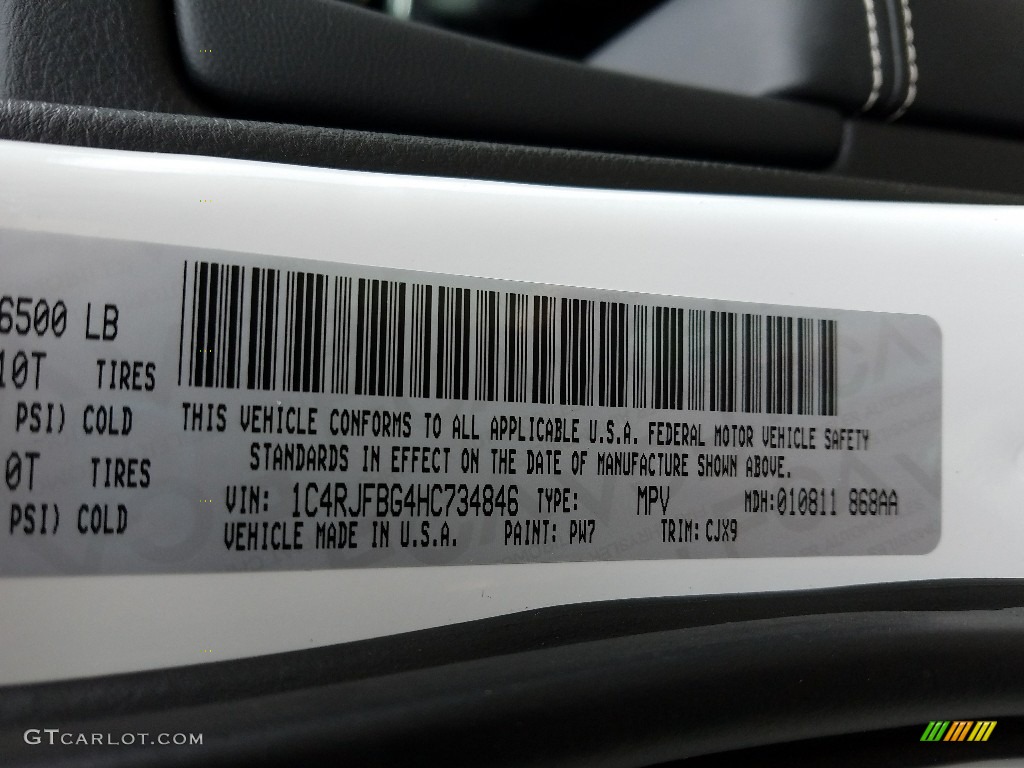 6500 LB
10T TIRES
PSI) COLD
0T TIRES
PSI) COLD
THIS VEHICLE CONFORMS TO ALL APPLICABLE U.S.A. FEDERAL MOTOR VEHICLE SAFETY
STANDARDS IN EFFECT ON THE DATE OF MANUFACTURE SHOWN ABOVE.
VIN: 1C4RJFBG4HC734846 TYPE: MPV MDH:010811 868AA
VEHICLE MADE IN U.S.A. PAINT: PW7 TRIM: CJX9
GTCARLOT.COM